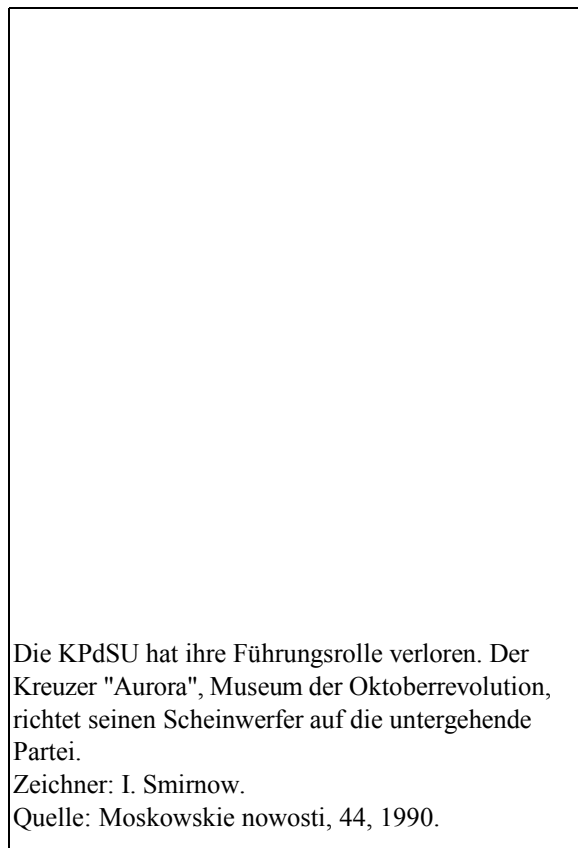 Die KPdSU hat ihre Führungsrolle verloren. Der
Kreuzer "Aurora", Museum der Oktoberrevolution,
richtet seinen Scheinwerfer auf die untergehende
Partei.
Zeichner: I. Smirnow.
Quelle: Moskowskie nowosti, 44, 1990.